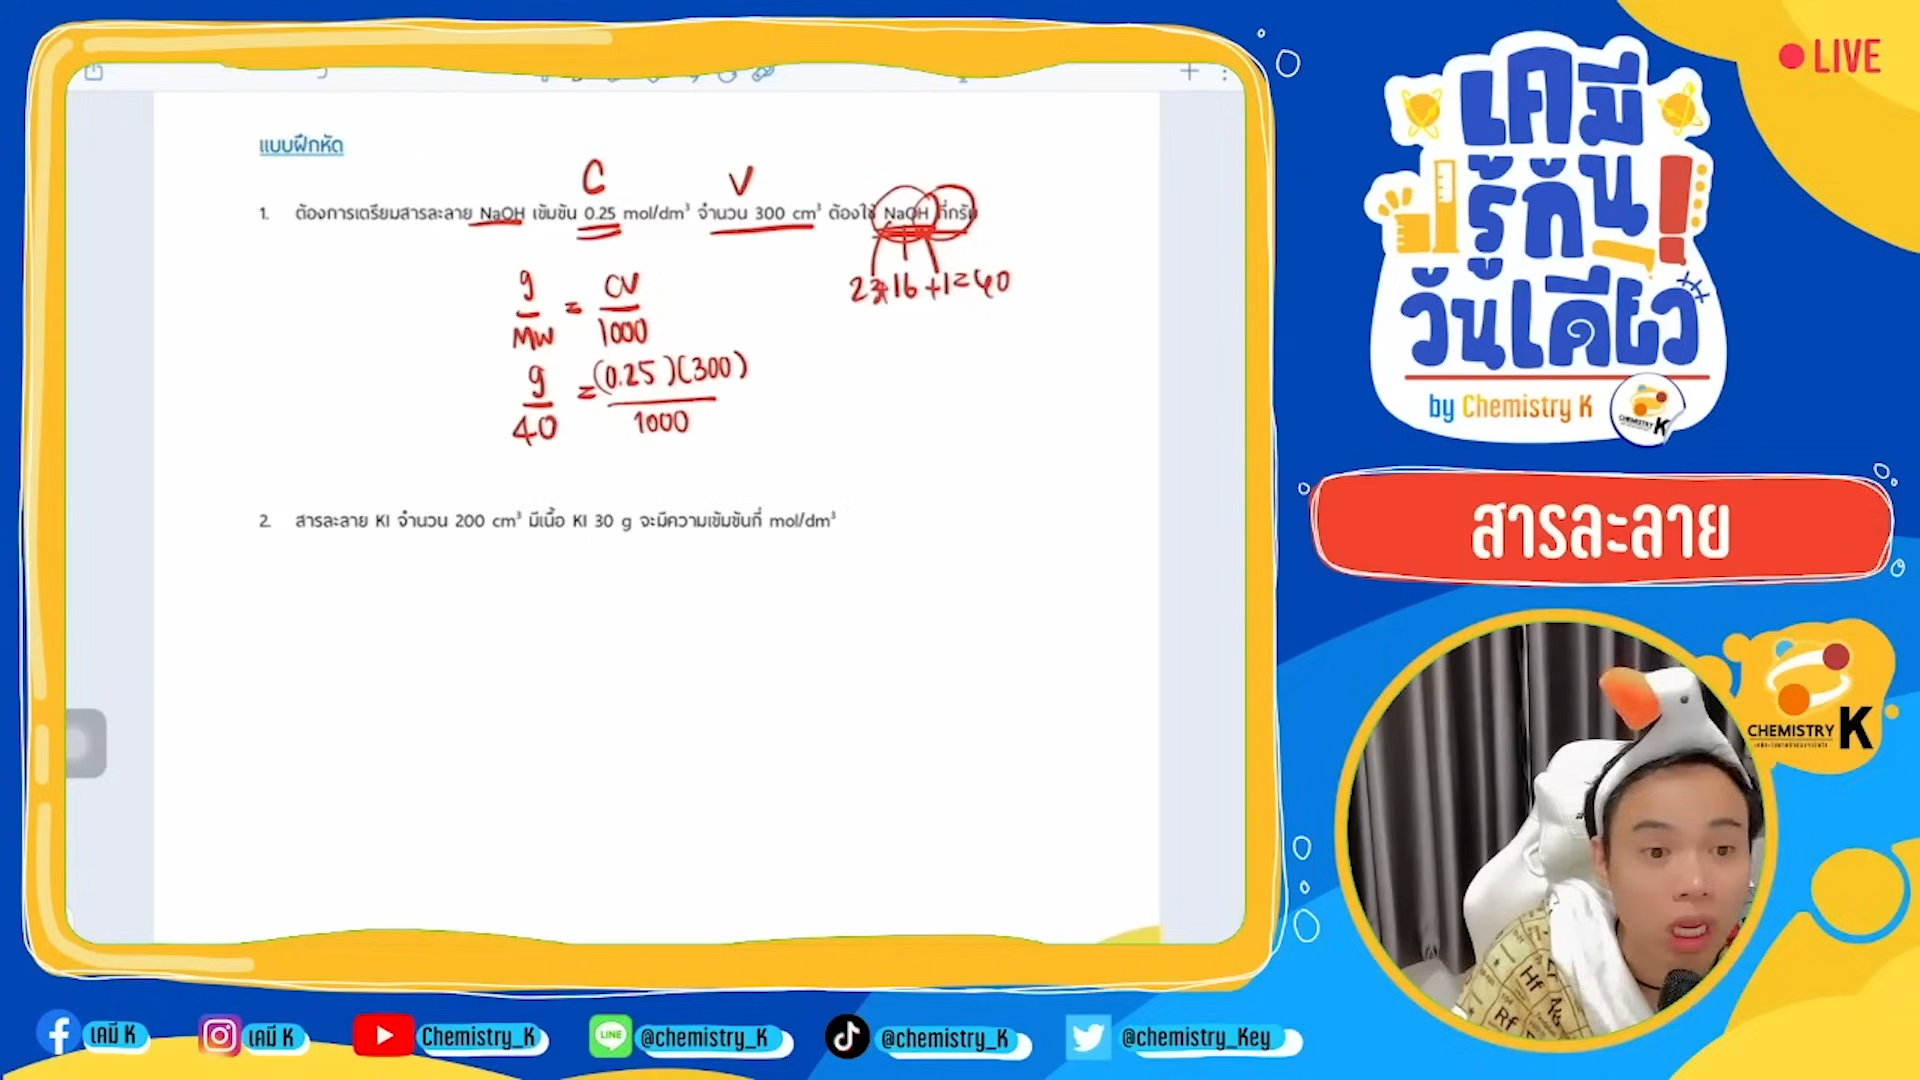 แบบฝึกหัด
C V
1. ต้องการเตรียมสารละลาย NaOH เข้มข้น 0.25 mol/dm³ จำนวน 300 cm³ ต้องใช้ NaOH กี่กรัม
23+16+1=40
g/MW = CV/1000
g/40 = (0.25)(300)/1000
2. สารละลาย KI จำนวน 200 cm³ มีเนื้อ KI 30 g จะมีความเข้มข้นกี่ mol/dm³
LIVE
เคมี
รู้กัน!
วันเดียว
by Chemistry K
CHEMISTRY K
สารละลาย
CHEMISTRY K
Hf
Rf
เคมี K
เคมี K
Chemistry_K
LINE
@chemistry_K
@chemistry_K
@chemistry_Key